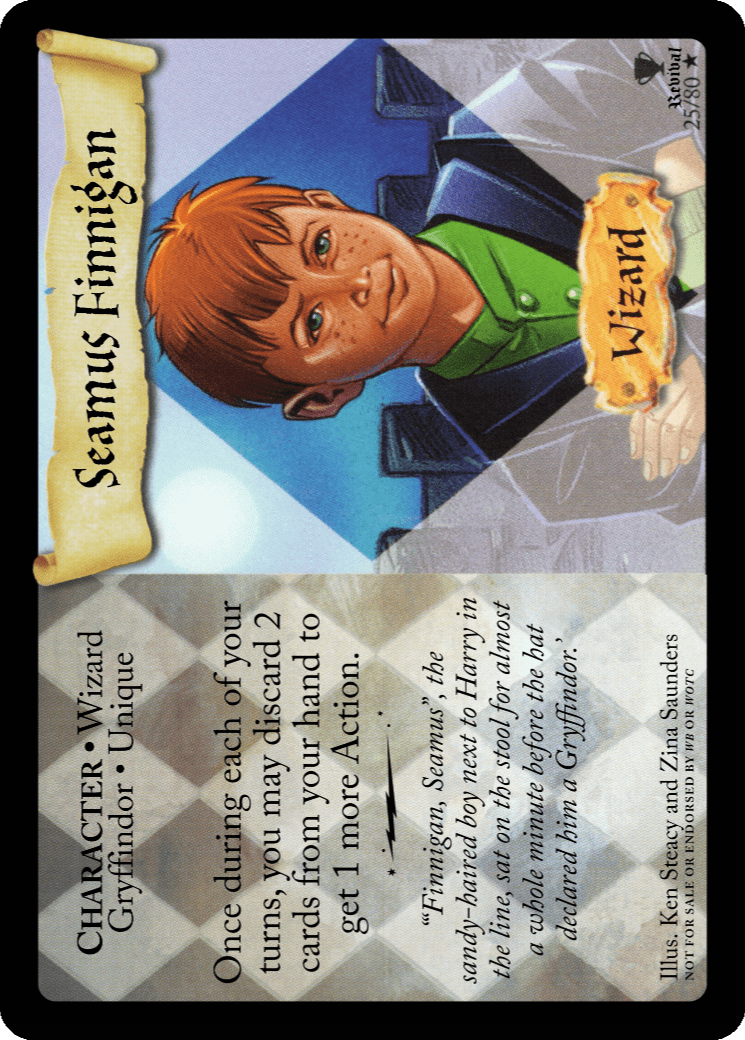 Seamus Finnigan
CHARACTER • Wizard
Gryffindor • Unique
Once during each of your
turns, you may discard 2
cards from your hand to
get 1 more Action.
“‘Finnigan, Seamus”, the
sandy-haired boy next to Harry in
the line, sat on the stool for almost
a whole minute before the hat
declared him a Gryffindor.’
Illus. Ken Steacy and Zina Saunders
NOT FOR SALE OR ENDORSED BY WB OR WOTC
Wizard
Revival
25/80 ★